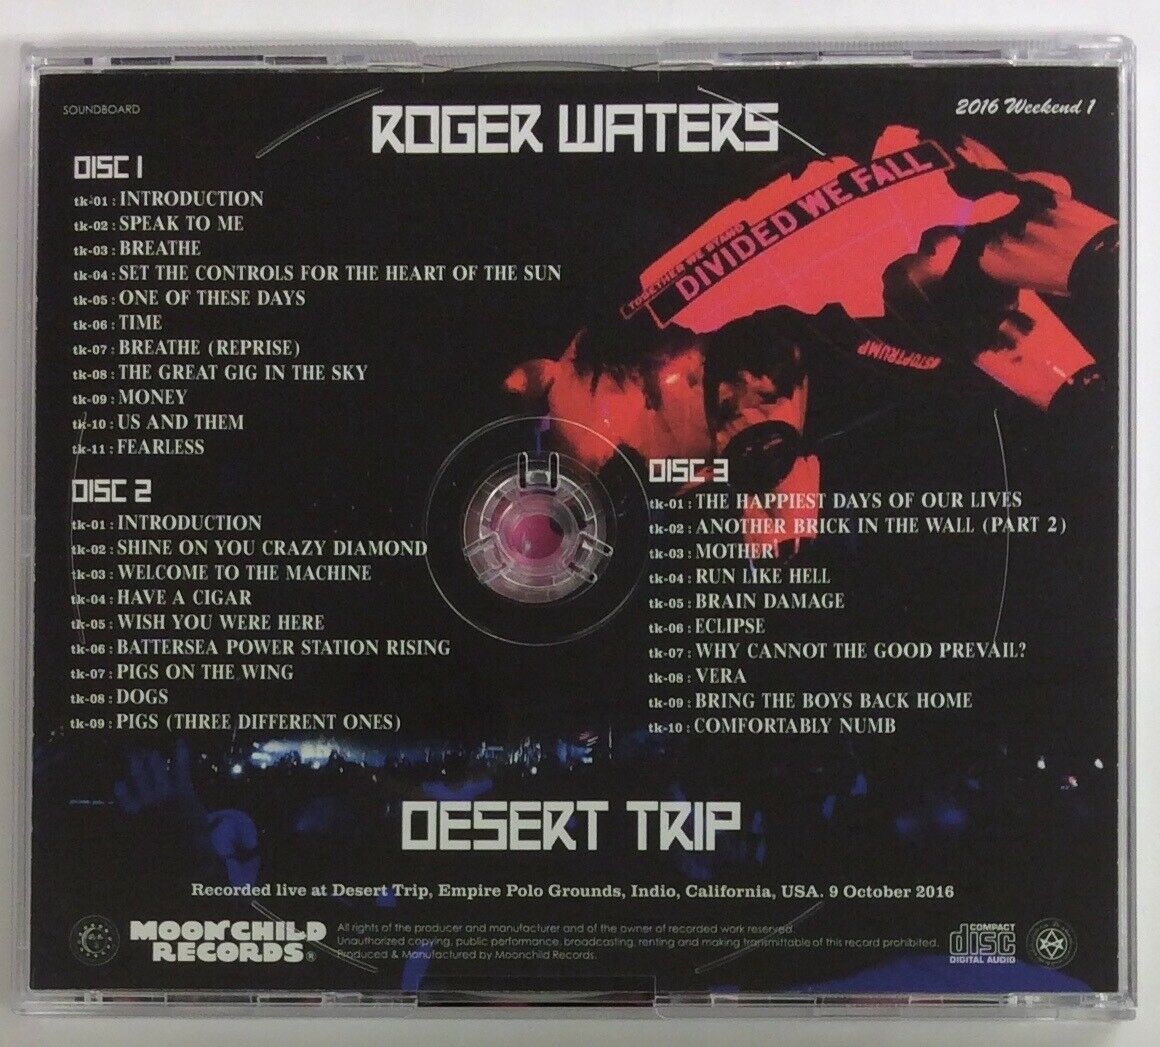 SOUNDBOARD
ROGER WATERS
2016 Weekend 1
TOGETHER WE STAND
DIVIDED WE FALL
#STOPTRUMP
DISC 1
tk-01 : INTRODUCTION
tk-02 : SPEAK TO ME
tk-03 : BREATHE
tk-04 : SET THE CONTROLS FOR THE HEART OF THE SUN
tk-05 : ONE OF THESE DAYS
tk-06 : TIME
tk-07 : BREATHE (REPRISE)
tk-08 : THE GREAT GIG IN THE SKY
tk-09 : MONEY
tk-10 : US AND THEM
tk-11 : FEARLESS
DISC 2
tk-01 : INTRODUCTION
tk-02 : SHINE ON YOU CRAZY DIAMOND
tk-03 : WELCOME TO THE MACHINE
tk-04 : HAVE A CIGAR
tk-05 : WISH YOU WERE HERE
tk-06 : BATTERSEA POWER STATION RISING
tk-07 : PIGS ON THE WING
tk-08 : DOGS
tk-09 : PIGS (THREE DIFFERENT ONES)
DISC 3
tk-01 : THE HAPPIEST DAYS OF OUR LIVES
tk-02 : ANOTHER BRICK IN THE WALL (PART 2)
tk-03 : MOTHER
tk-04 : RUN LIKE HELL
tk-05 : BRAIN DAMAGE
tk-06 : ECLIPSE
tk-07 : WHY CANNOT THE GOOD PREVAIL?
tk-08 : VERA
tk-09 : BRING THE BOYS BACK HOME
tk-10 : COMFORTABLY NUMB
DESERT TRIP
Recorded live at Desert Trip, Empire Polo Grounds, Indio, California, USA. 9 October 2016
MOONCHILD
RECORDS®
All rights of the producer and manufacturer and of the owner of recorded work reserved.
Unauthorized copying, public performance, broadcasting, renting and making transmittable of this record prohibited.
Produced & Manufactured by Moonchild Records.
COMPACT
disc
DIGITAL AUDIO